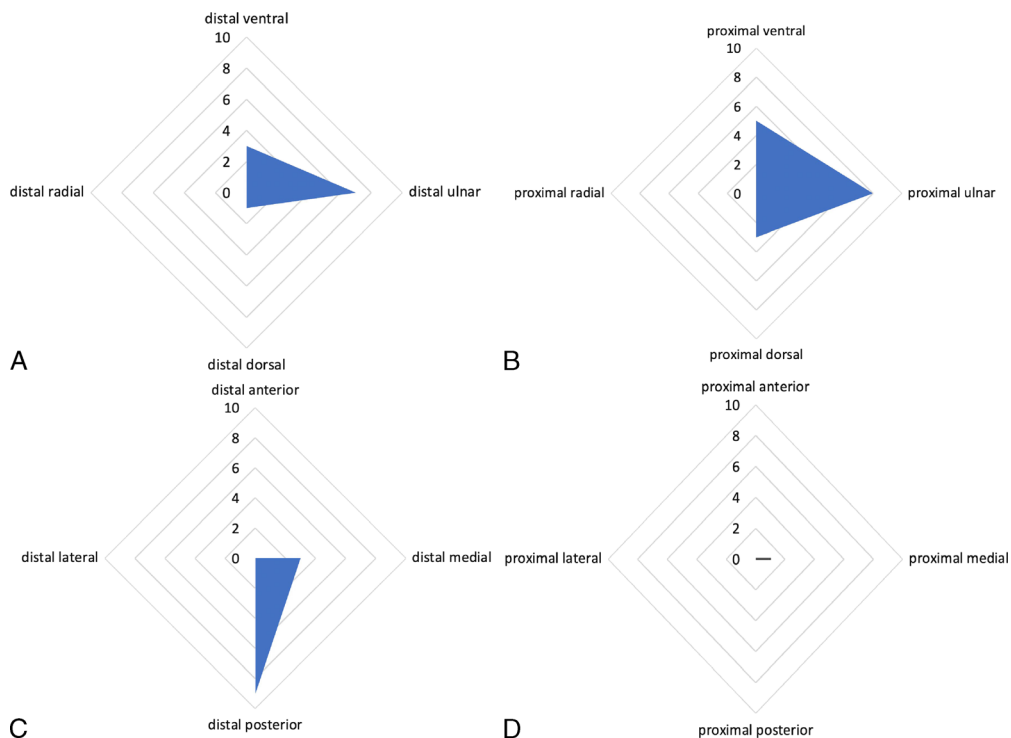 distal ventral
10
8
6
4
2
0
distal radial
distal ulnar
distal dorsal
A
proximal ventral
10
8
6
4
2
0
proximal radial
proximal ulnar
proximal dorsal
B
distal anterior
10
8
6
4
2
0
distal lateral
distal medial
distal posterior
C
proximal anterior
10
8
6
4
2
0
proximal lateral
proximal medial
proximal posterior
D